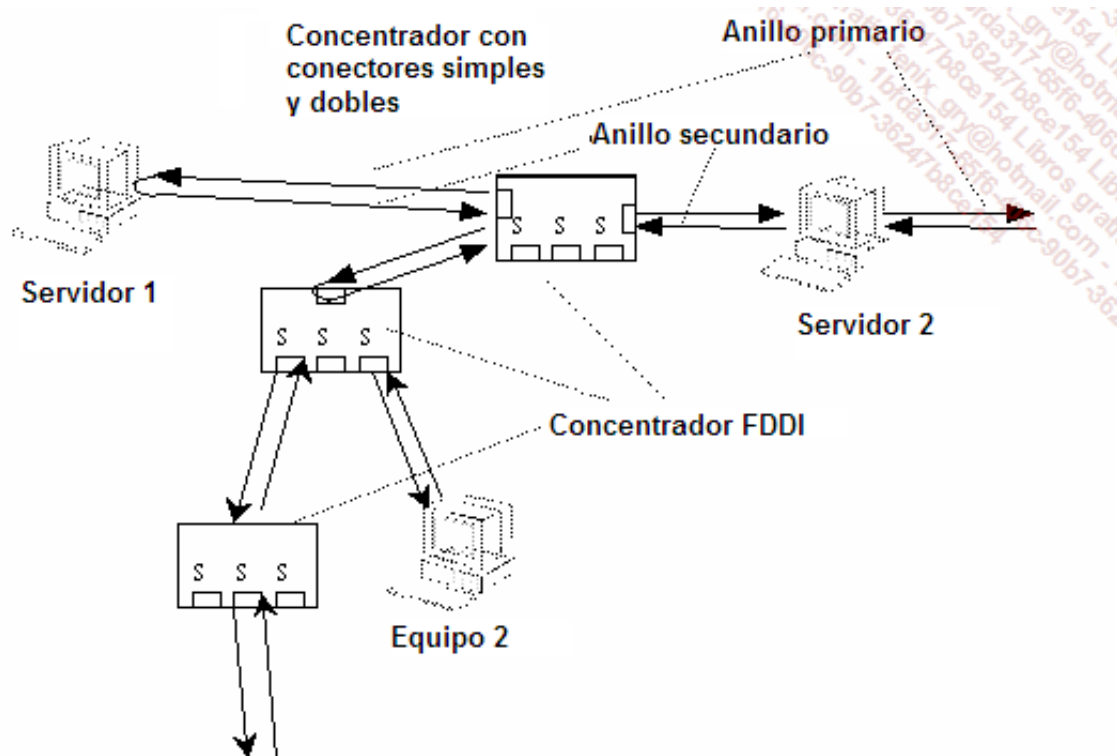 Concentrador con
conectores simples
y dobles
Anillo primario
Anillo secundario
S S S
Servidor 1
Servidor 2
S S S
Concentrador FDDI
S S S
Equipo 2